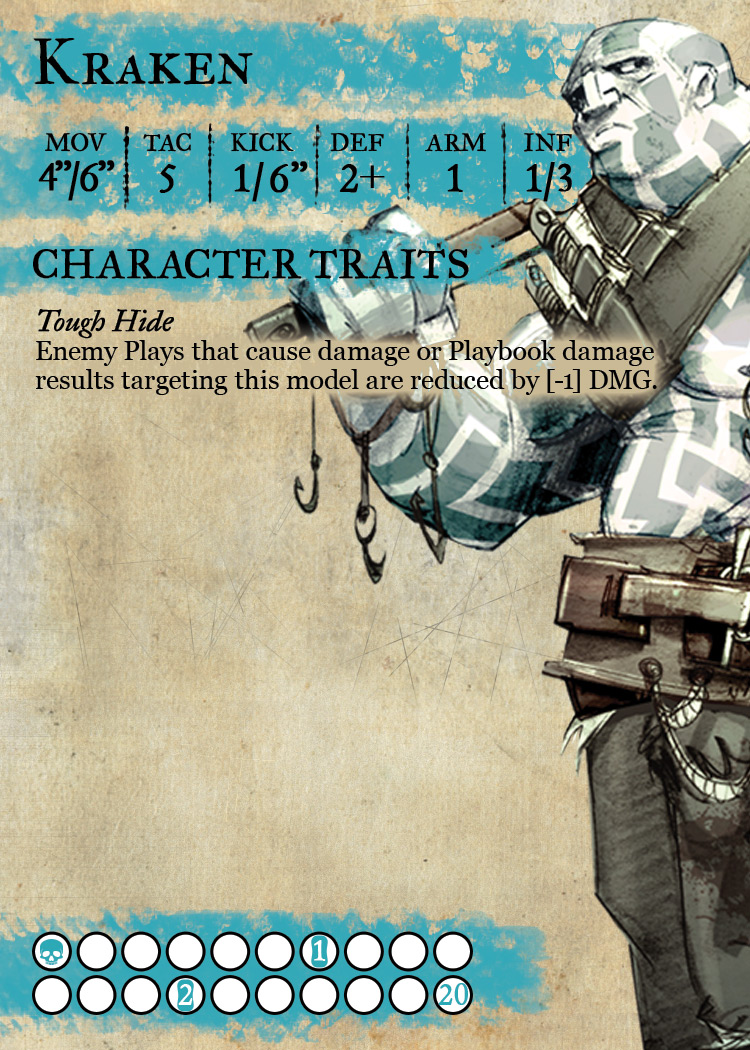 Kraken
MOV TAC KICK DEF ARM INF
4”/6” 5 1/6” 2+ 1 1/3
CHARACTER TRAITS
Tough Hide
Enemy Plays that cause damage or Playbook damage
results targeting this model are reduced by [-1] DMG.
1
2 20